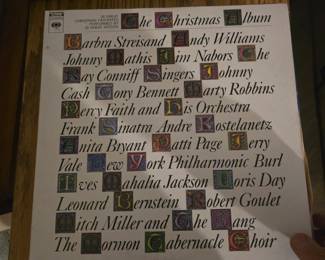 The Christmas Album
Barbra Streisand Andy Williams
Johnny Mathis Jim Nabors The
Ray Conniff Singers Johnny
Cash Tony Bennett Marty Robbins
Percy Faith and His Orchestra
Frank Sinatra Andre Kostelanetz
Anita Bryant Patti Page Jerry
Vale New York Philharmonic Burl
Ives Mahalia Jackson Doris Day
Leonard Bernstein Robert Goulet
Mitch Miller and The Gang
The Mormon Tabernacle Choir